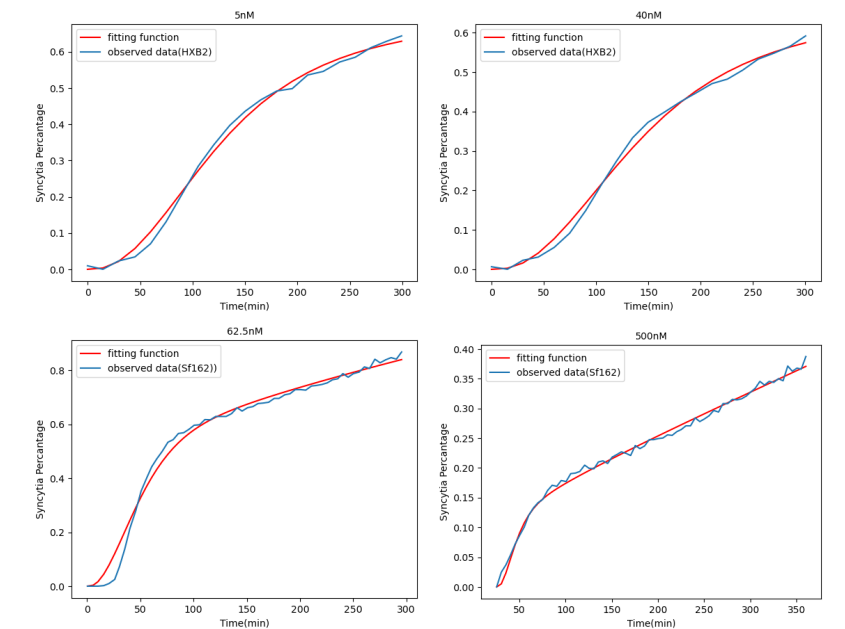 5nM
fitting function
observed data(HXB2)
Syncytia Percantage
0.6
0.5
0.4
0.3
0.2
0.1
0.0
0 50 100 150 200 250 300
Time(min)
40nM
fitting function
observed data(HXB2)
Syncytia Percantage
0.6
0.5
0.4
0.3
0.2
0.1
0.0
0 50 100 150 200 250 300
Time(min)
62.5nM
fitting function
observed data(Sf162))
Syncytia Percantage
0.8
0.6
0.4
0.2
0.0
0 50 100 150 200 250 300
Time(min)
500nM
fitting function
observed data(Sf162)
Syncytia Percantage
0.40
0.35
0.30
0.25
0.20
0.15
0.10
0.05
0.00
50 100 150 200 250 300 350
Time(min)